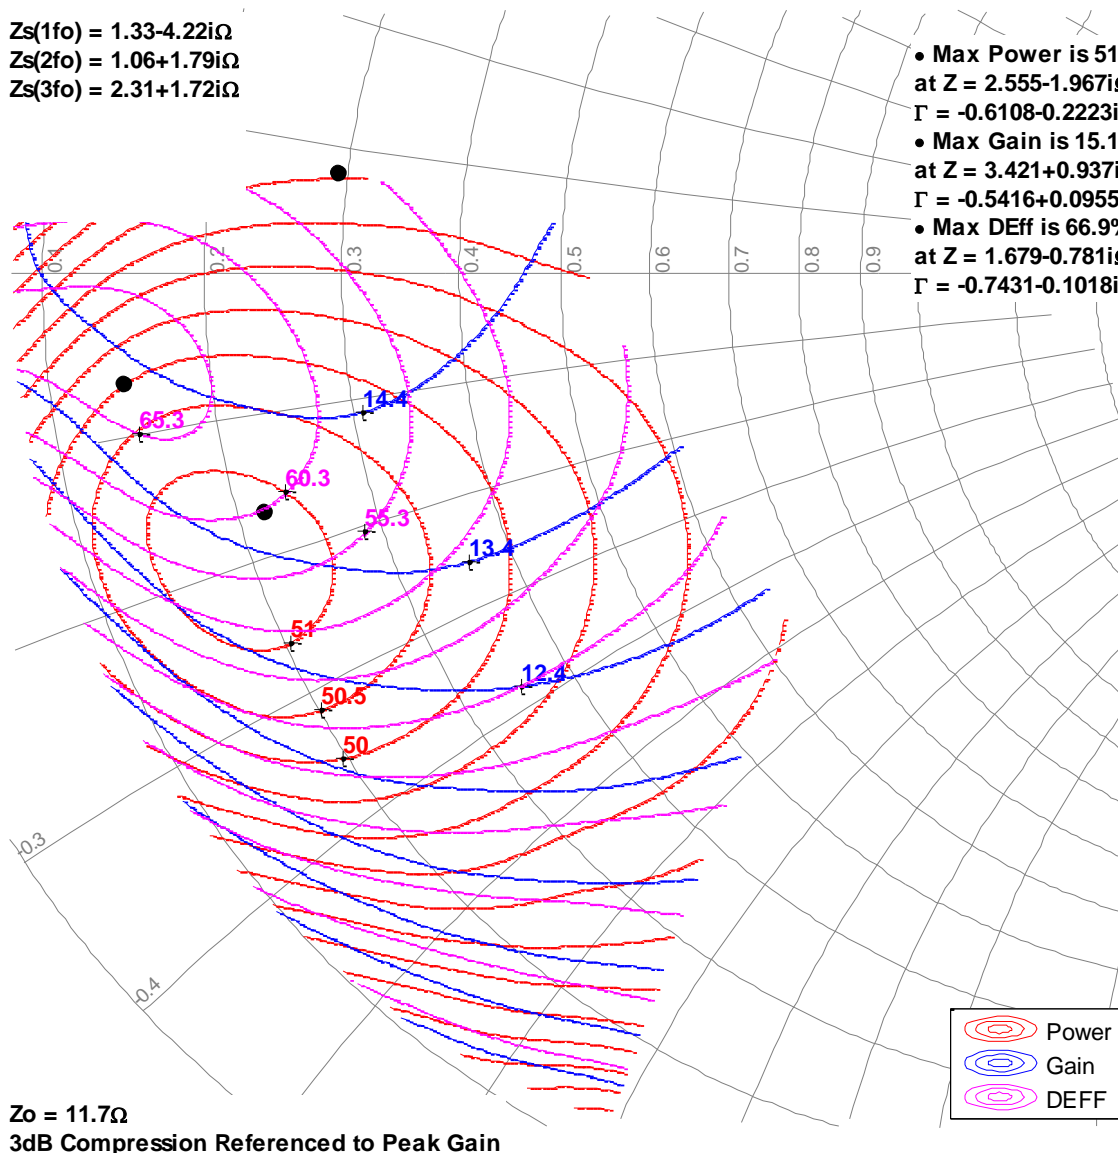 Zs(1fo) = 1.33-4.22iΩ
Zs(2fo) = 1.06+1.79iΩ
Zs(3fo) = 2.31+1.72iΩ
• Max Power is 51
at Z = 2.555-1.967iΩ
Γ = -0.6108-0.2223i
• Max Gain is 15.1
at Z = 3.421+0.937iΩ
Γ = -0.5416+0.0955i
• Max DEff is 66.9%
at Z = 1.679-0.781iΩ
Γ = -0.7431-0.1018i
0.4
0.2
0.3
0.4
0.5
0.6
0.7
0.8
0.9
14.4
65.3
60.3
55.3
13.4
51
12.4
50.5
50
-0.3
-0.4
Power
Gain
DEFF
Zo = 11.7Ω
3dB Compression Referenced to Peak Gain